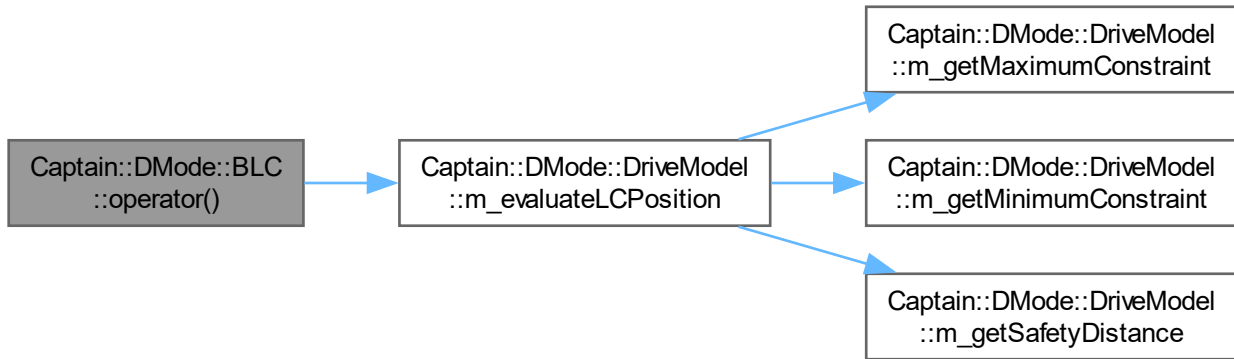 Captain::DMode::BLC
::operator()
Captain::DMode::DriveModel
::m_evaluateLCPosition
Captain::DMode::DriveModel
::m_getMaximumConstraint
Captain::DMode::DriveModel
::m_getMinimumConstraint
Captain::DMode::DriveModel
::m_getSafetyDistance